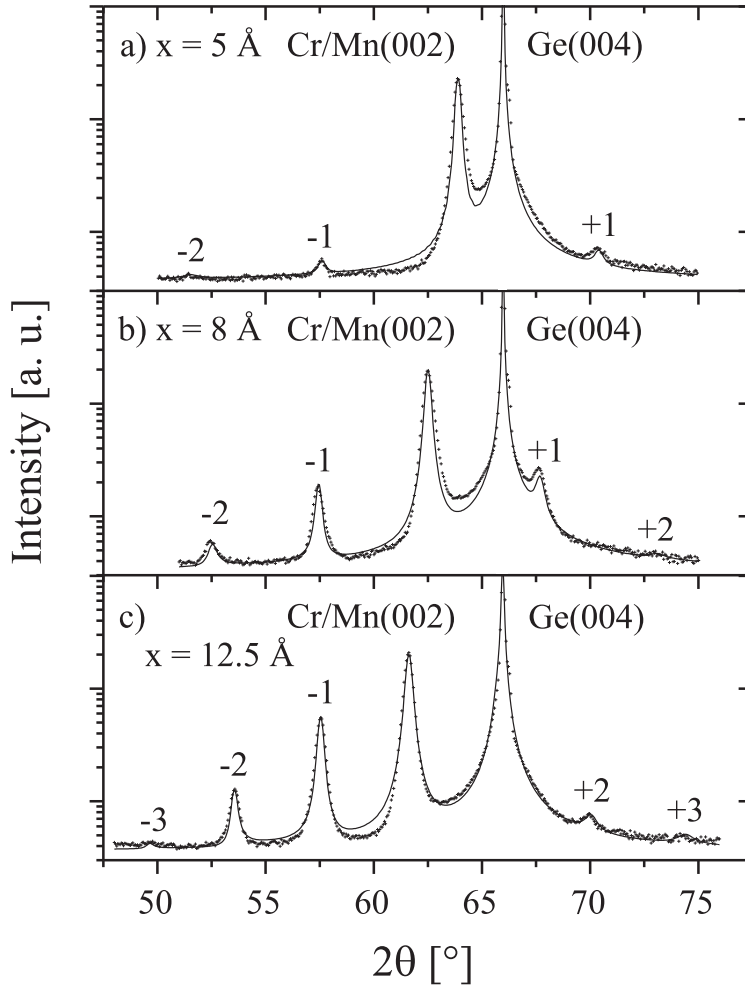 a) x = 5 Å Cr/Mn(002) Ge(004)
-2 -1 +1
b) x = 8 Å Cr/Mn(002) Ge(004)
-2 -1 +1 +2
c) Cr/Mn(002) Ge(004)
x = 12.5 Å
-3 -2 -1 +2 +3
Intensity [a. u.]
50 55 60 65 70 75
2θ [°]